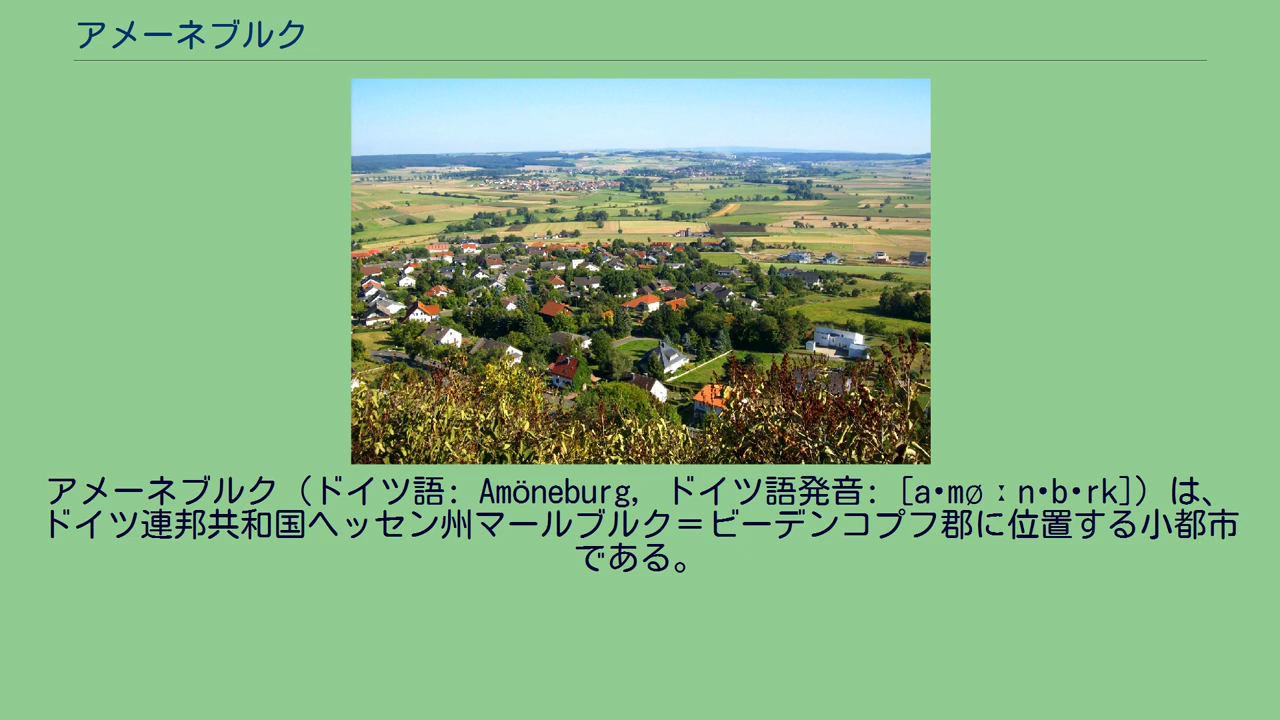 アメーネブルク
アメーネブルク（ドイツ語: Amöneburg, ドイツ語発音: [a•mø：n•b•rk]）は、
ドイツ連邦共和国ヘッセン州マールブルク＝ビーデンコプフ郡に位置する小都市
である。